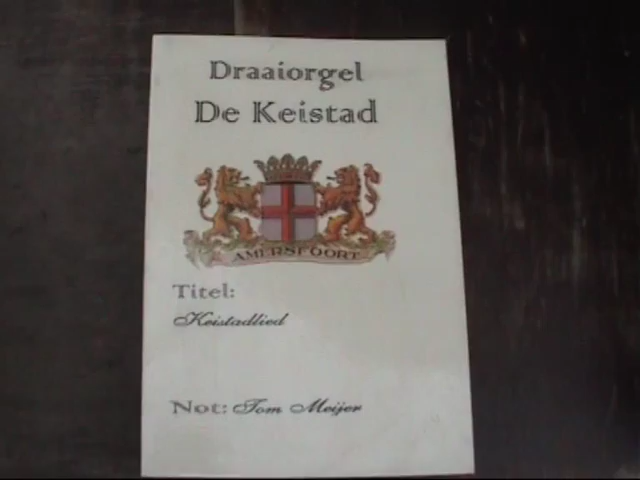 Draaiorgel
De Keistad
AMERSFOORT
Titel:
Keistadlied
Not: Tom Meijer